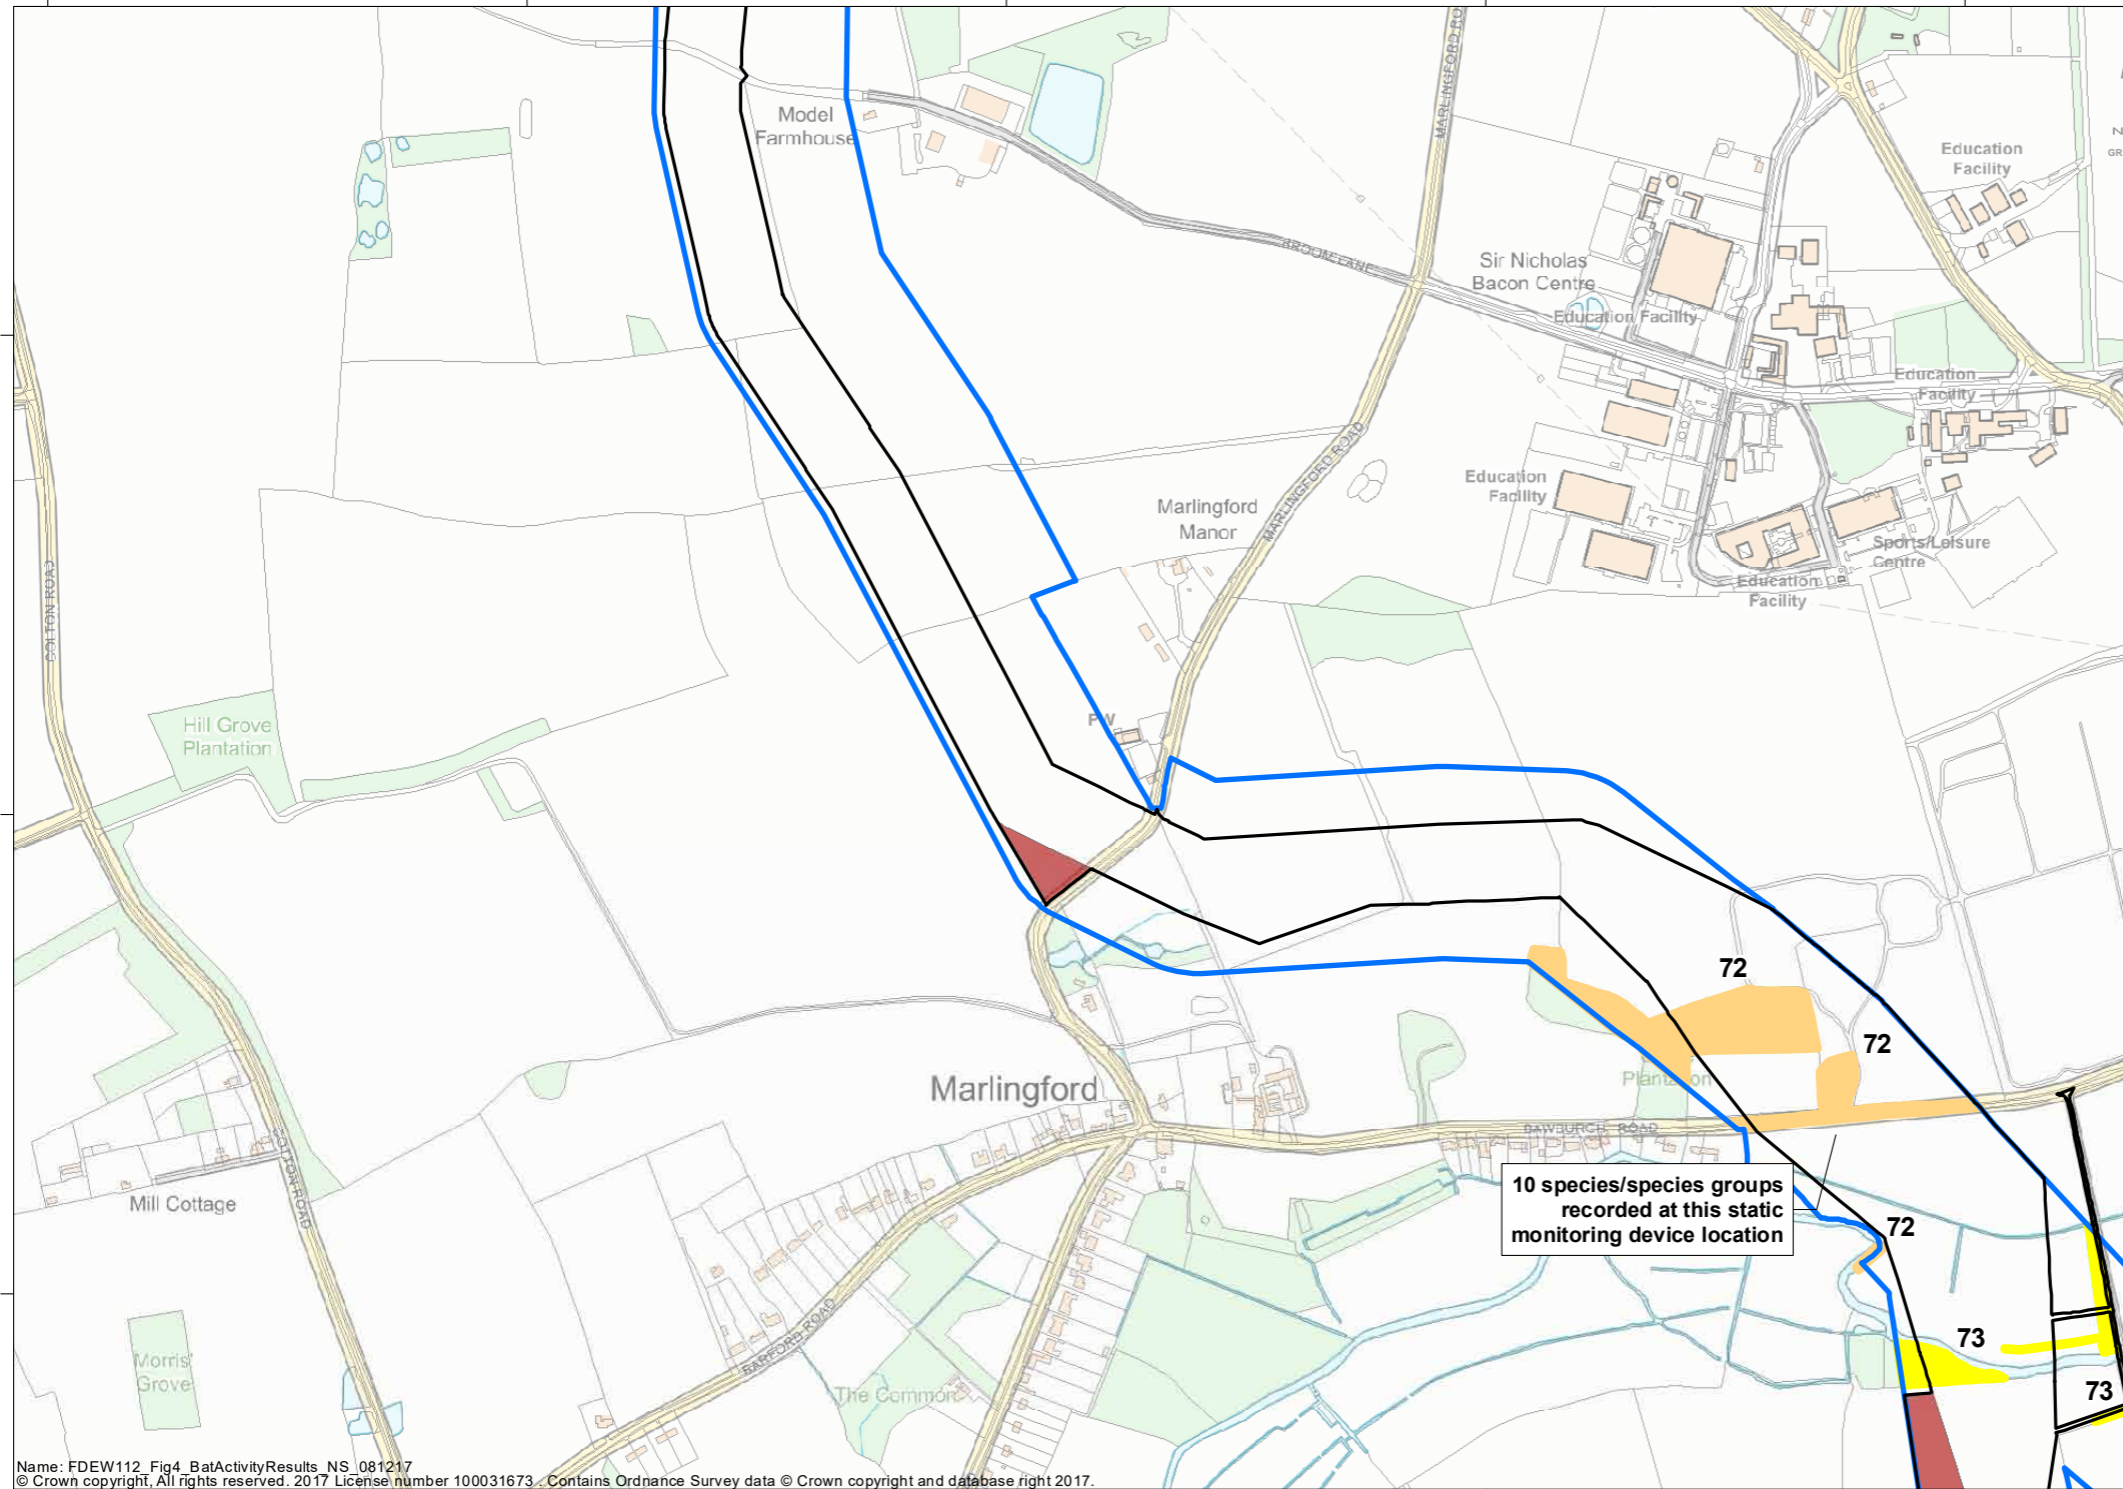 MARLINGFORD RO
Model
Farmhouse
Education
Facility
N
GR
BROOM LANE
Sir Nicholas
Bacon Centre
Education Facility
Education
Facility
MARLINGFORD ROAD
Education
Facility
Marlingford
Manor
Sports/Leisure
Centre
Education
Facility
COLTON ROAD
Hill Grove
Plantation
PW
72
72
Marlingford
BAWBURGH ROAD
COLTON ROAD
Mill Cottage
10 species/species groups
recorded at this static
monitoring device location
72
BARFORD ROAD
73
Morris'
Grove
The Common
73
Name: FDEW112_Fig4_BatActivityResults_NS_081217
© Crown copyright, All rights reserved. 2017 License number 100031673 . Contains Ordnance Survey data © Crown copyright and database right 2017.